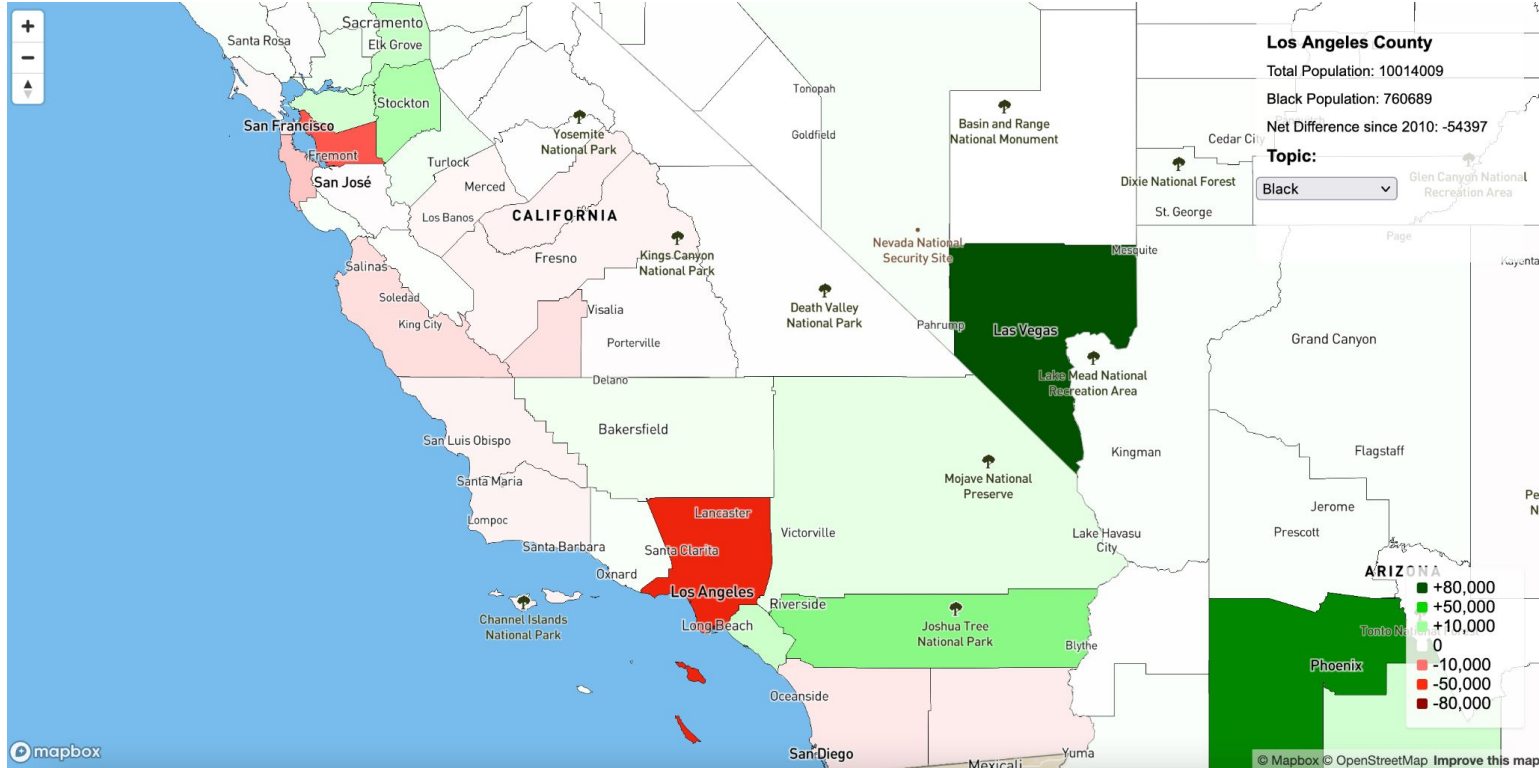 +
−
Santa Rosa
Sacramento
Elk Grove
Stockton
San Francisco
Fremont
San José
Turlock
Merced
Los Banos
CALIFORNIA
Yosemite
National Park
Fresno
Kings Canyon
National Park
Salinas
Soledad
King City
Visalia
Porterville
Delano
Bakersfield
San Luis Obispo
Santa Maria
Lompoc
Santa Barbara
Oxnard
Channel Islands
National Park
Lancaster
Santa Clarita
Los Angeles
Long Beach
Victorville
Riverside
Joshua Tree
National Park
Blythe
Oceanside
San Diego
Mexicali
Yuma
Tonopah
Goldfield
Basin and Range
National Monument
Nevada National
Security Site
Death Valley
National Park
Pahrump
Las Vegas
Mesquite
Lake Mead National
Recreation Area
Mojave National
Preserve
Kingman
Lake Havasu
City
Cedar City
Dixie National Forest
St. George
Los Angeles County
Total Population: 10014009
Black Population: 760689
Net Difference since 2010: -54397
Topic:
Black
Glen Canyon National
Recreation Area
Page
Grand Canyon
Flagstaff
Jerome
Prescott
ARIZONA
Phoenix
+80,000
+50,000
+10,000
0
-10,000
-50,000
-80,000
mapbox
© Mapbox © OpenStreetMap Improve this map